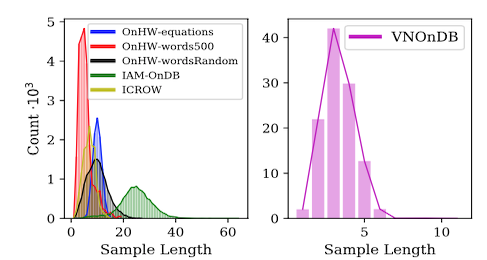 OnHW-equations
OnHW-words500
OnHW-wordsRandom
IAM-OnDB
ICROW
Count ·10³
5
4
3
2
1
0
0 20 40 60
Sample Length
VNOnDB
40
30
20
10
0
5 10
Sample Length